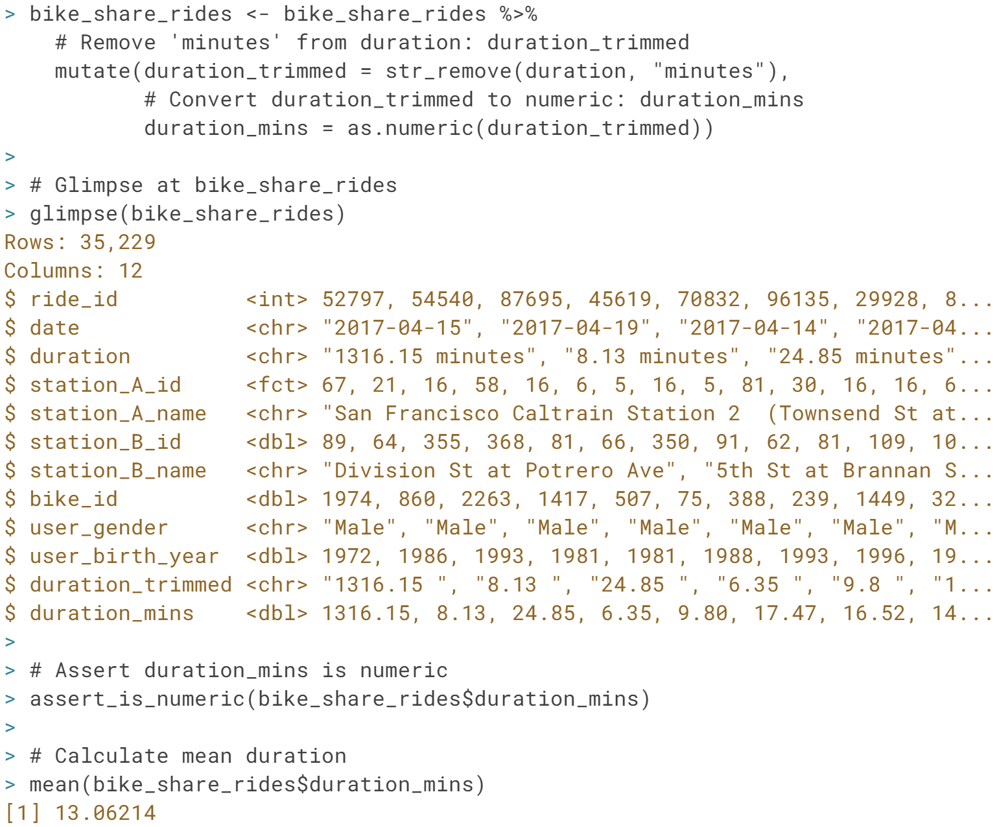 > bike_share_rides <- bike_share_rides %>%
    # Remove 'minutes' from duration: duration_trimmed
    mutate(duration_trimmed = str_remove(duration, "minutes"),
           # Convert duration_trimmed to numeric: duration_mins
           duration_mins = as.numeric(duration_trimmed))
>
> # Glimpse at bike_share_rides
> glimpse(bike_share_rides)
Rows: 35,229
Columns: 12
$ ride_id          <int> 52797, 54540, 87695, 45619, 70832, 96135, 29928, 8...
$ date             <chr> "2017-04-15", "2017-04-19", "2017-04-14", "2017-04...
$ duration         <chr> "1316.15 minutes", "8.13 minutes", "24.85 minutes"...
$ station_A_id     <fct> 67, 21, 16, 58, 16, 6, 5, 16, 5, 81, 30, 16, 16, 6...
$ station_A_name   <chr> "San Francisco Caltrain Station 2  (Townsend St at...
$ station_B_id     <dbl> 89, 64, 355, 368, 81, 66, 350, 91, 62, 81, 109, 10...
$ station_B_name   <chr> "Division St at Potrero Ave", "5th St at Brannan S...
$ bike_id          <dbl> 1974, 860, 2263, 1417, 507, 75, 388, 239, 1449, 32...
$ user_gender      <chr> "Male", "Male", "Male", "Male", "Male", "Male", "M...
$ user_birth_year  <dbl> 1972, 1986, 1993, 1981, 1981, 1988, 1993, 1996, 19...
$ duration_trimmed <chr> "1316.15 ", "8.13 ", "24.85 ", "6.35 ", "9.8 ", "1...
$ duration_mins    <dbl> 1316.15, 8.13, 24.85, 6.35, 9.80, 17.47, 16.52, 14...
>
> # Assert duration_mins is numeric
> assert_is_numeric(bike_share_rides$duration_mins)
>
> # Calculate mean duration
> mean(bike_share_rides$duration_mins)
[1] 13.06214